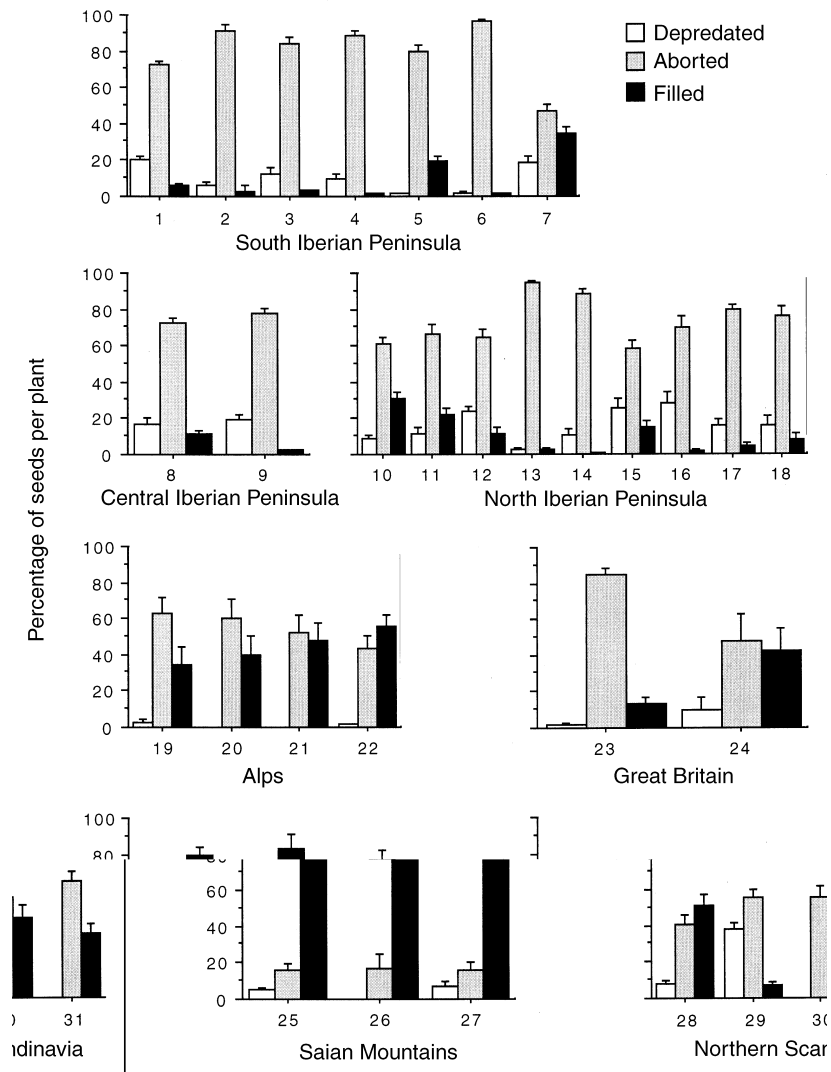 100
80
60
40
20
0
Depredated
Aborted
Filled
1 2 3 4 5 6 7
South Iberian Peninsula
100
80
60
40
20
0
8 9
Central Iberian Peninsula
10 11 12 13 14 15 16 17 18
North Iberian Peninsula
Percentage of seeds per plant
100
80
60
40
20
0
19 20 21 22
Alps
23 24
Great Britain
100
80
60
40
20
0
31
ndinavia
25 26 27
Saian Mountains
28 29 30
Northern Scan